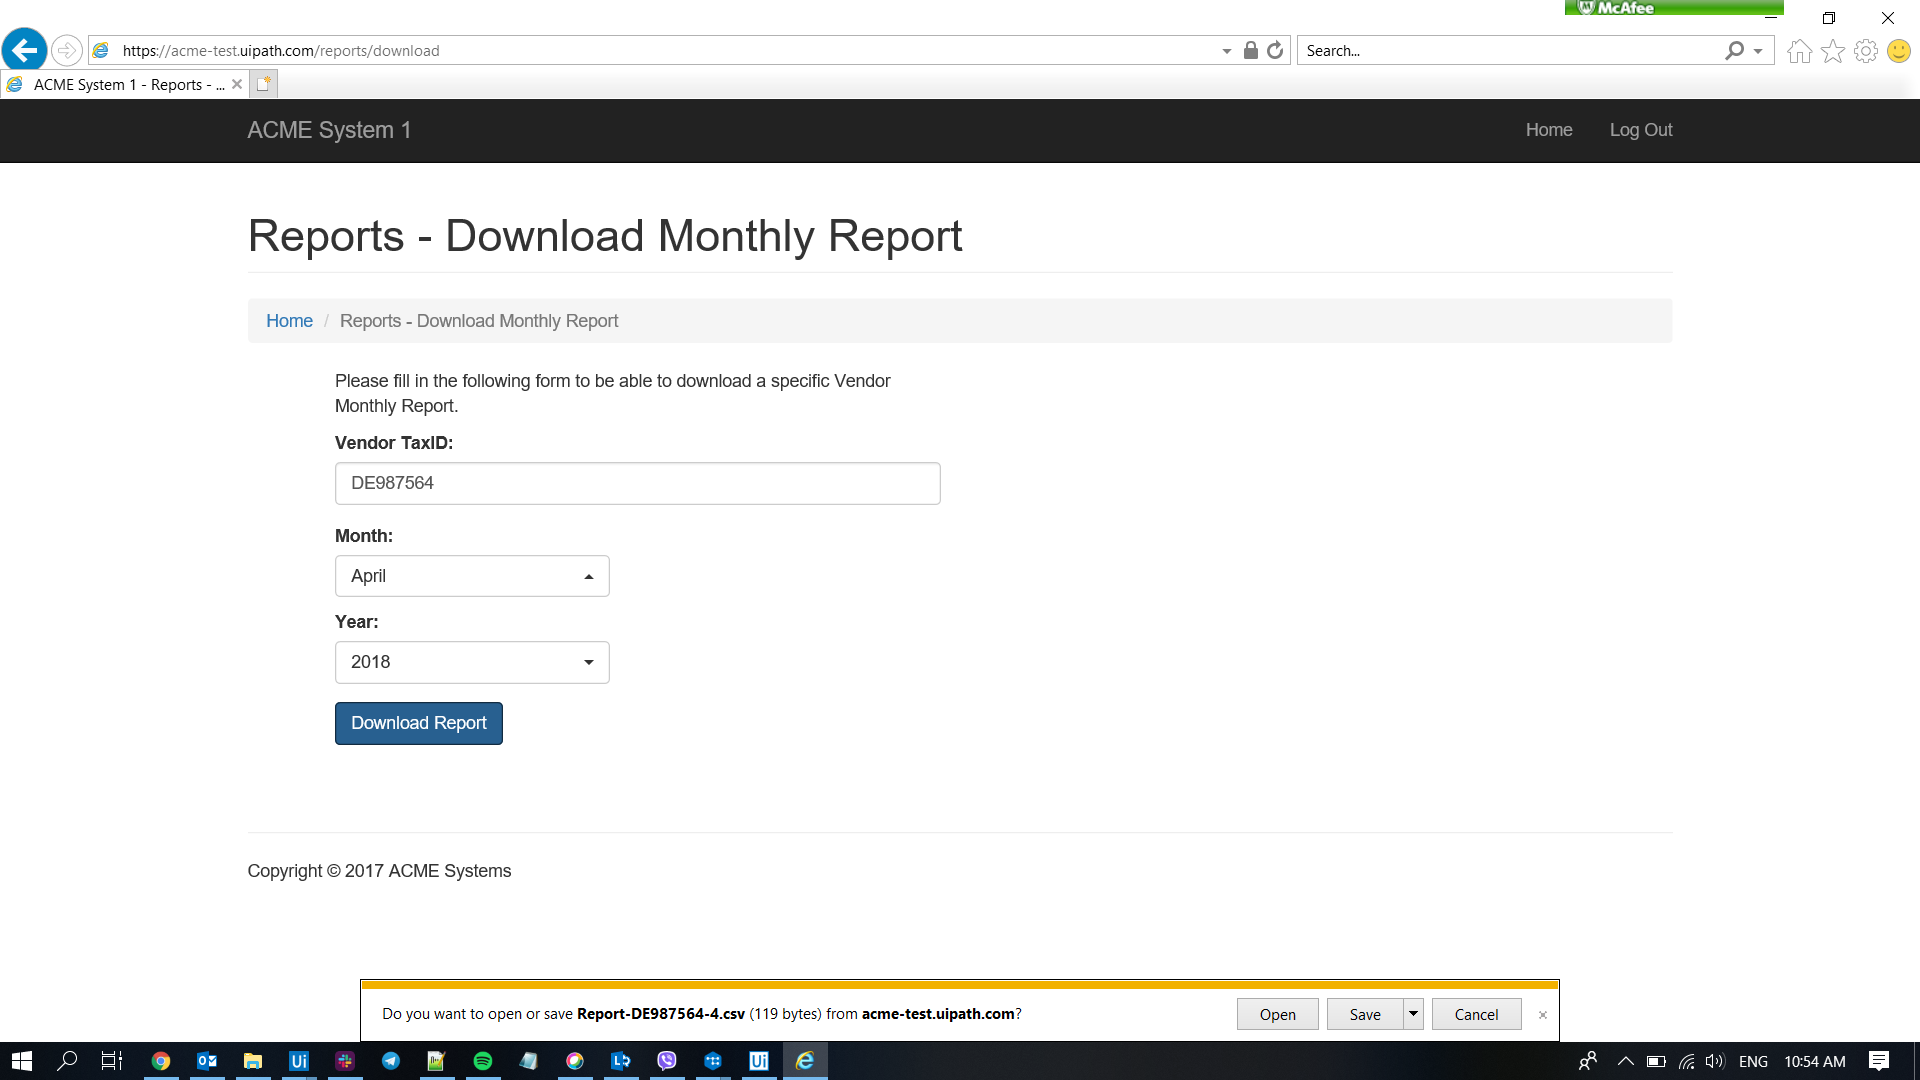 McAfee
https://acme-test.uipath.com/reports/download
Search...
ACME System 1 - Reports - ...
ACME System 1
Home
Log Out
Reports - Download Monthly Report
Home / Reports - Download Monthly Report
Please fill in the following form to be able to download a specific Vendor
Monthly Report.
Vendor TaxID:
DE987564
Month:
April
Year:
2018
Download Report
Copyright © 2017 ACME Systems
Do you want to open or save Report-DE987564-4.csv (119 bytes) from acme-test.uipath.com?
Open
Save
Cancel
Ui
Ui
ENG
10:54 AM